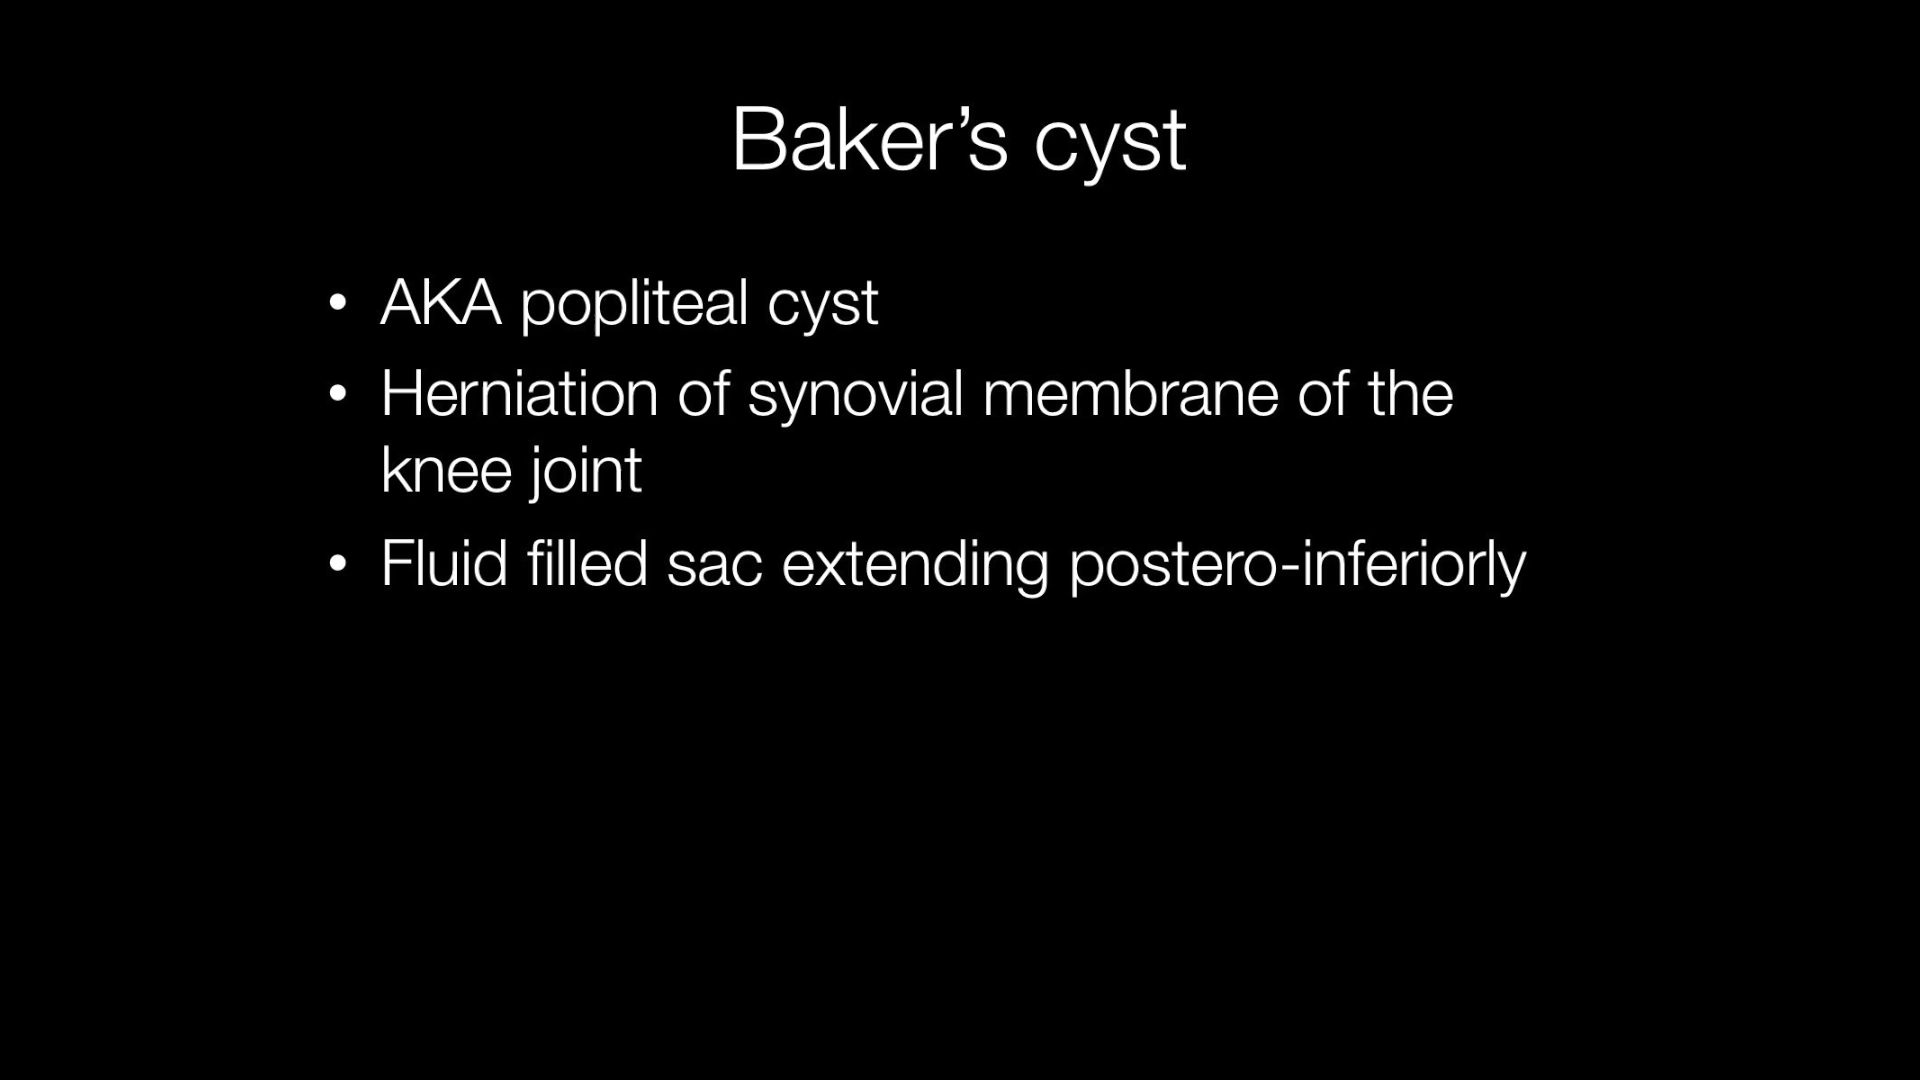 Baker’s cyst
• AKA popliteal cyst
• Herniation of synovial membrane of the
knee joint
• Fluid filled sac extending postero-inferiorly